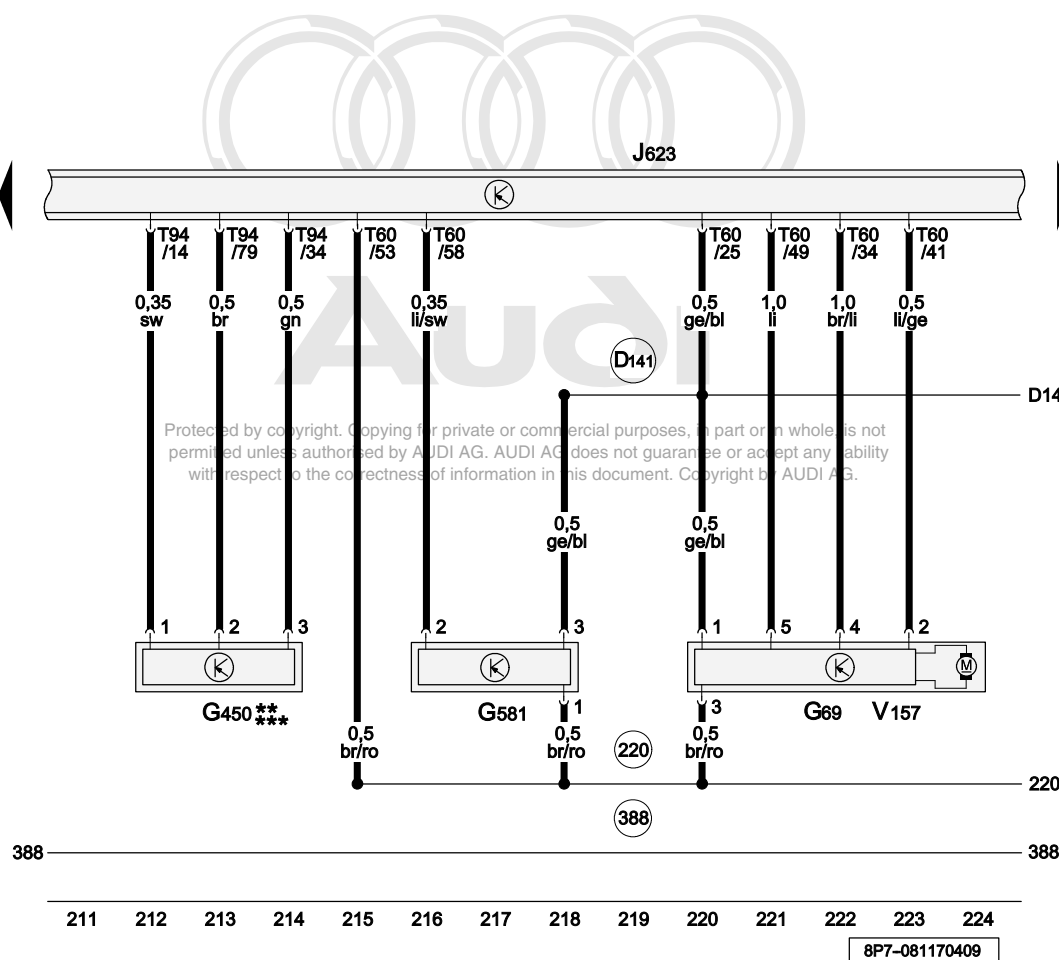 J623
T94 T94 T94 T60 T60 T60 T60 T60 T60
/14 /79 /34 /53 /58 /25 /49 /34 /41
0,35 0,5 0,5 0,35 0,5 1,0 1,0 0,5
sw br gn li/sw ge/bl li br/li li/ge
Audi
D141
D14
Protected by copyright. Copying for private or commercial purposes, in part or in whole, is not
permitted unless authorised by AUDI AG. AUDI AG does not guarantee or accept any liability
with respect to the correctness of information in this document. Copyright by AUDI AG.
0,5 0,5
ge/bl ge/bl
1 2 3 2 3 1 5 4 2
M
G450 ** *** G581 1 3 G69 V157
0,5 0,5 0,5
br/ro br/ro br/ro
220
220
388
388 388
211 212 213 214 215 216 217 218 219 220 221 222 223 224
8P7-081170409